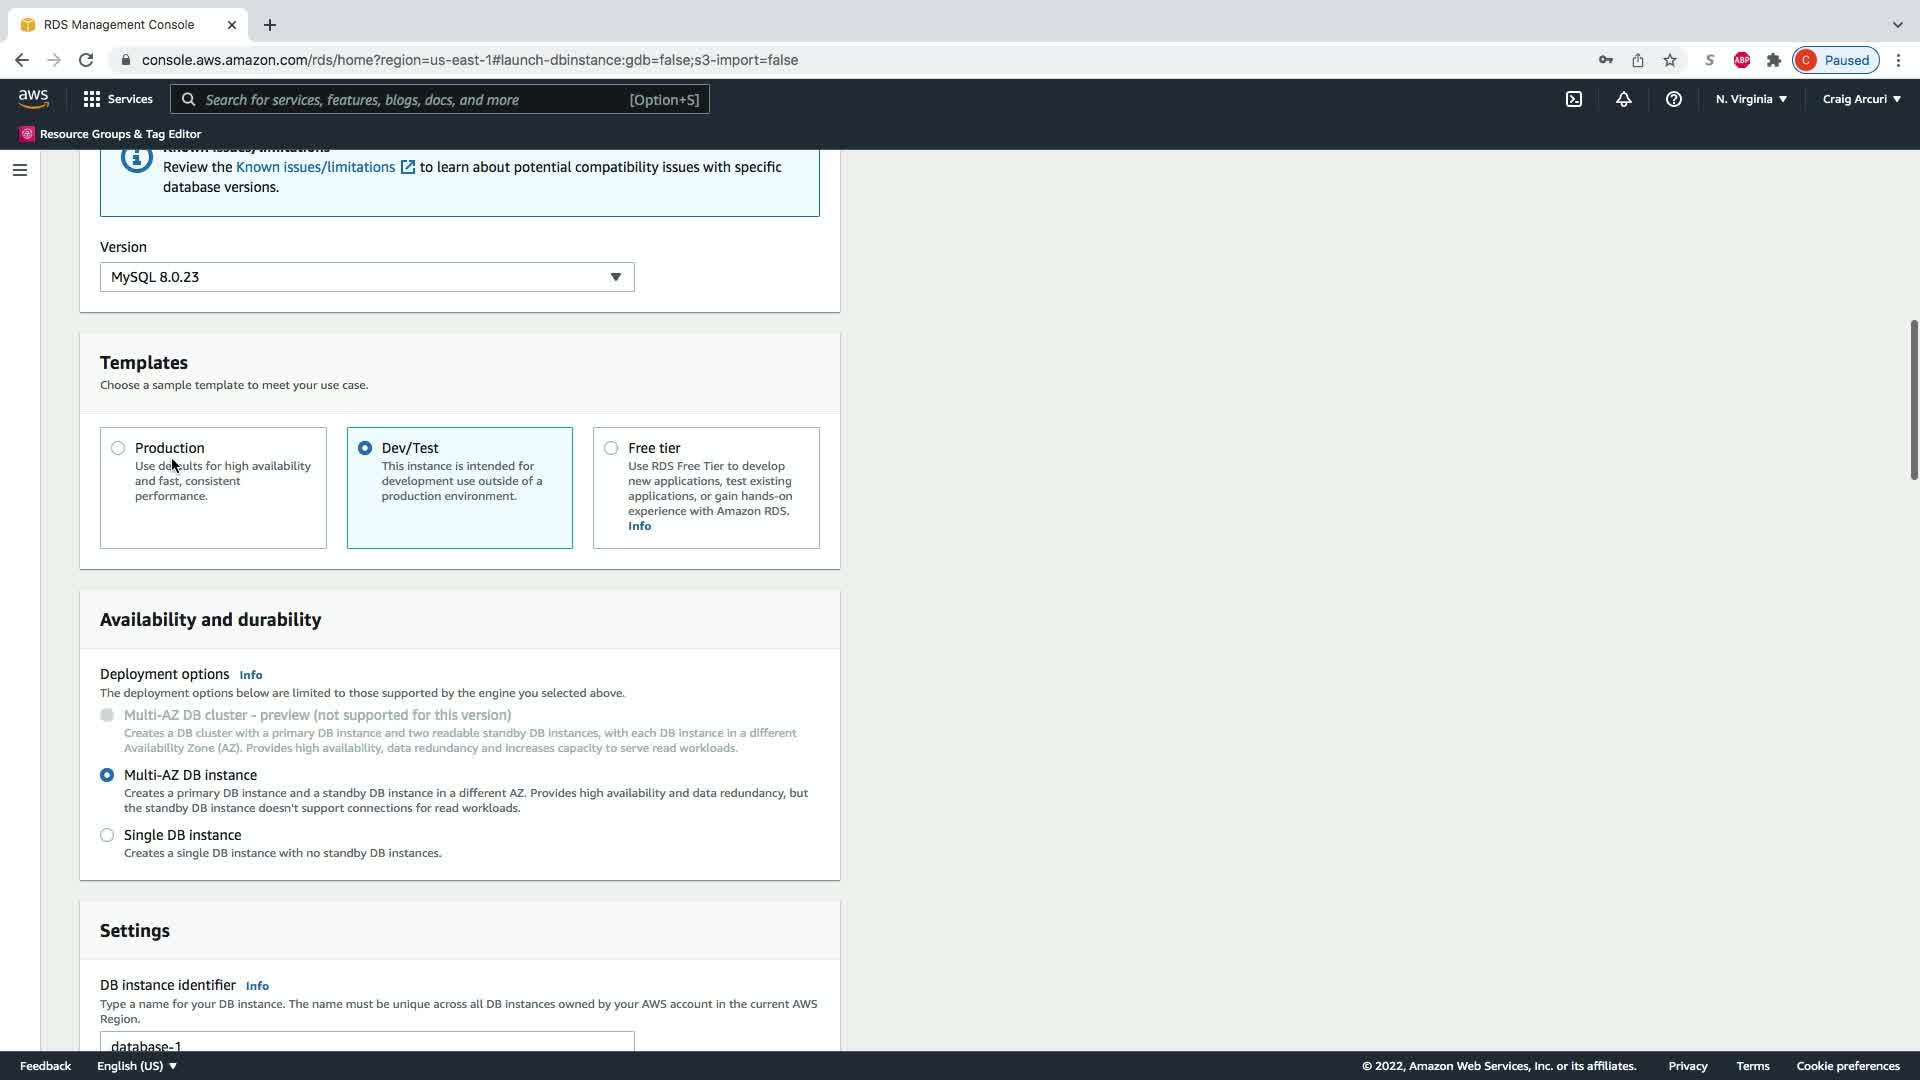 RDS Management Console
console.aws.amazon.com/rds/home?region=us-east-1#launch-dbinstance:gdb=false;s3-import=false
S
ABP
C
Paused
aws
Services
Search for services, features, blogs, docs, and more
[Option+S]
N. Virginia
Craig Arcuri
Resource Groups & Tag Editor
Known issues/limitations
Review the Known issues/limitations to learn about potential compatibility issues with specific
database versions.
Version
MySQL 8.0.23
Templates
Choose a sample template to meet your use case.
Production
Use defaults for high availability
and fast, consistent
performance.
Dev/Test
This instance is intended for
development use outside of a
production environment.
Free tier
Use RDS Free Tier to develop
new applications, test existing
applications, or gain hands-on
experience with Amazon RDS.
Info
Availability and durability
Deployment options Info
The deployment options below are limited to those supported by the engine you selected above.
Multi-AZ DB cluster - preview (not supported for this version)
Creates a DB cluster with a primary DB instance and two readable standby DB instances, with each DB instance in a different
Availability Zone (AZ). Provides high availability, data redundancy and increases capacity to serve read workloads.
Multi-AZ DB instance
Creates a primary DB instance and a standby DB instance in a different AZ. Provides high availability and data redundancy, but
the standby DB instance doesn't support connections for read workloads.
Single DB instance
Creates a single DB instance with no standby DB instances.
Settings
DB instance identifier Info
Type a name for your DB instance. The name must be unique across all DB instances owned by your AWS account in the current AWS
Region.
database-1
Feedback
English (US)
© 2022, Amazon Web Services, Inc. or its affiliates.
Privacy
Terms
Cookie preferences